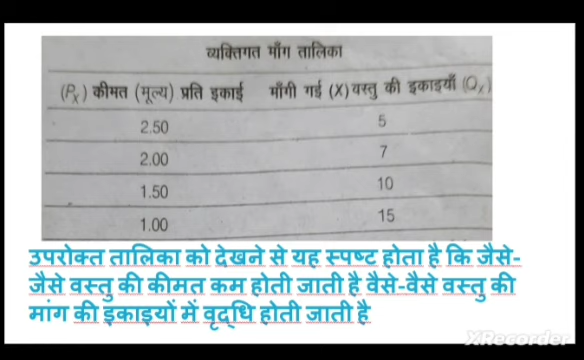 व्यक्तिगत माँग तालिका
(Pₓ) कीमत (मूल्य) प्रति इकाई माँगी गई (X) वस्तु की इकाइयाँ (Qₓ)
2.50 5
2.00 7
1.50 10
1.00 15
उपरोक्त तालिका को देखने से यह स्पष्ट होता है कि जैसे-
जैसे वस्तु की कीमत कम होती जाती है वैसे-वैसे वस्तु की
मांग की इकाइयों में वृद्धि होती जाती है
XRecorder